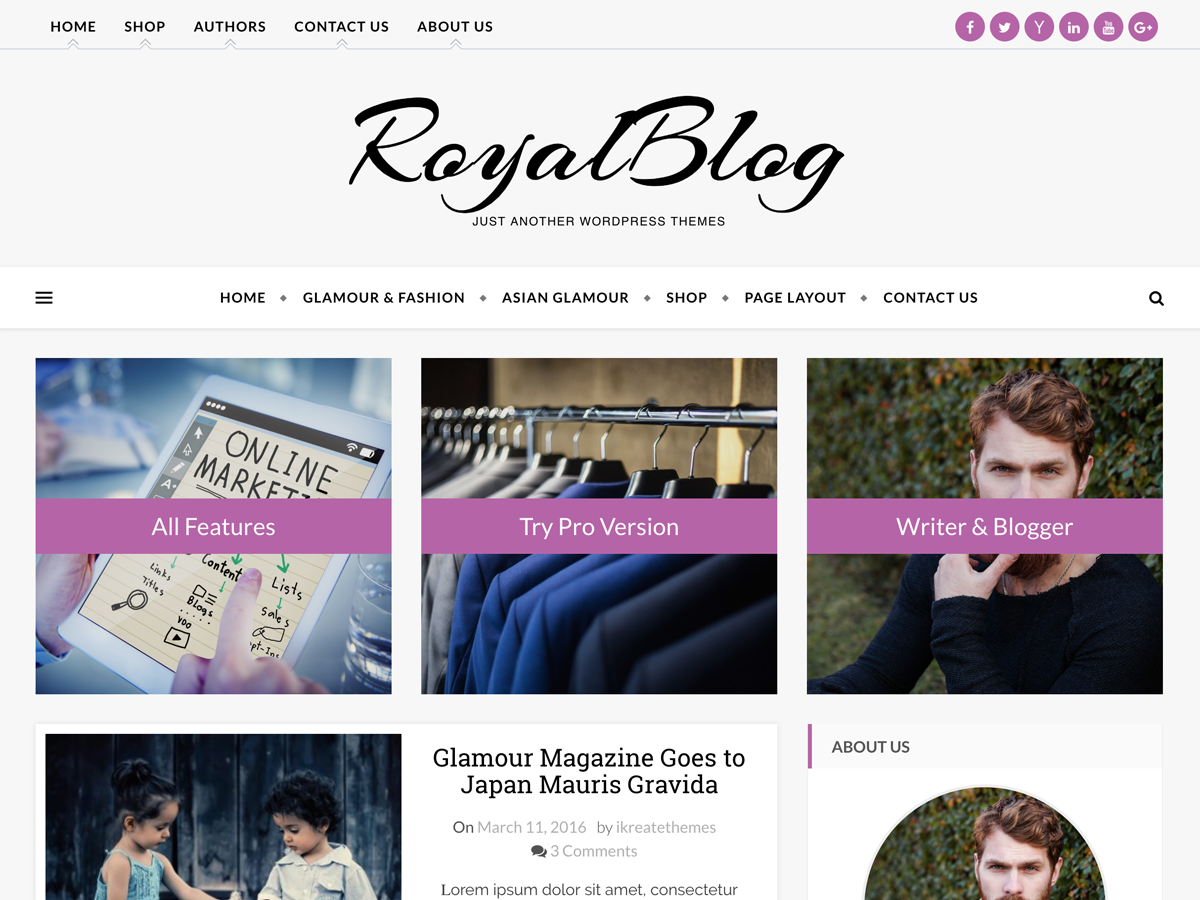 HOME SHOP AUTHORS CONTACT US ABOUT US
RoyalBlog
JUST ANOTHER WORDPRESS THEMES
HOME GLAMOUR & FASHION ASIAN GLAMOUR SHOP PAGE LAYOUT CONTACT US
ONLINE
MARKETI
All Features
Content
Links
Titles
Lists
Blogs
Sales
VDO
pt-Ins
Try Pro Version
Writer & Blogger
Glamour Magazine Goes to
Japan Mauris Gravida
On March 11, 2016 by ikreatethemes
3 Comments
Lorem ipsum dolor sit amet, consectetur
ABOUT US